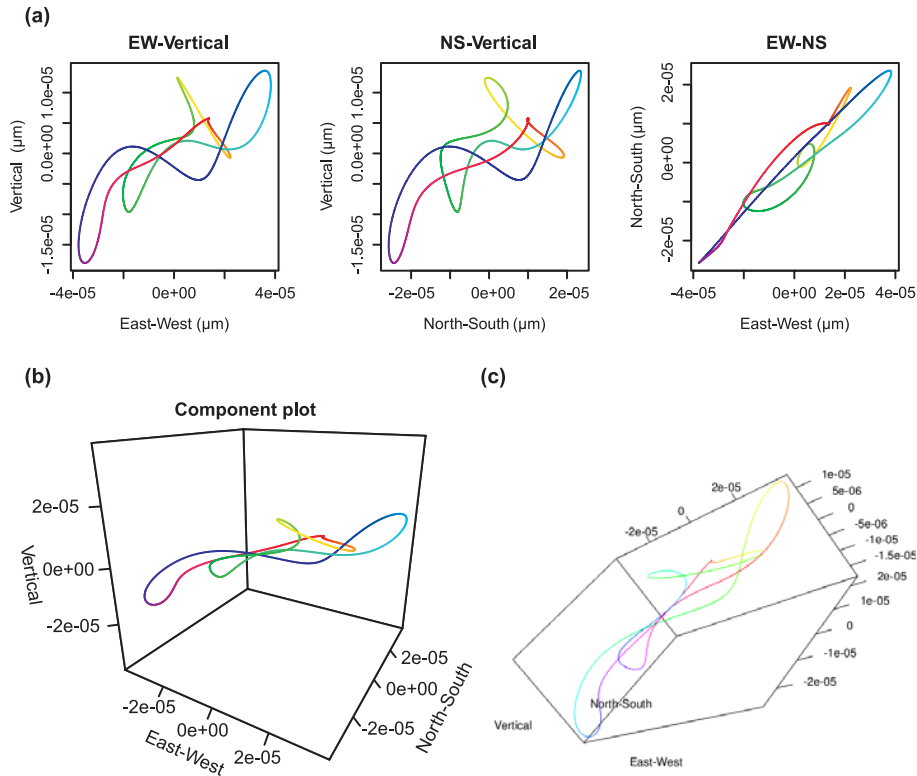 (a)
EW-Vertical
NS-Vertical
EW-NS
Vertical (µm)
-1.5e-05
0.0e+00
1.0e-05
-4e-05
0e+00
4e-05
East-West (µm)
Vertical (µm)
-1.5e-05
0.0e+00
1.0e-05
-2e-05
0e+00
2e-05
North-South (µm)
North-South (µm)
-2e-05
0e+00
2e-05
-4e-05
0e+00
2e-05
4e-05
East-West (µm)
(b)
Component plot
Vertical
2e-05
0e+00
-2e-05
-2e-05
0e+00
2e-05
East-West
-2e-05
0e+00
2e-05
North-South
(c)
-2e-05
0
2e-05
1e-05
5e-06
0
-5e-06
-1e-05
-1.5e-05
2e-05
1e-05
0
-1e-05
-2e-05
North-South
Vertical
East-West